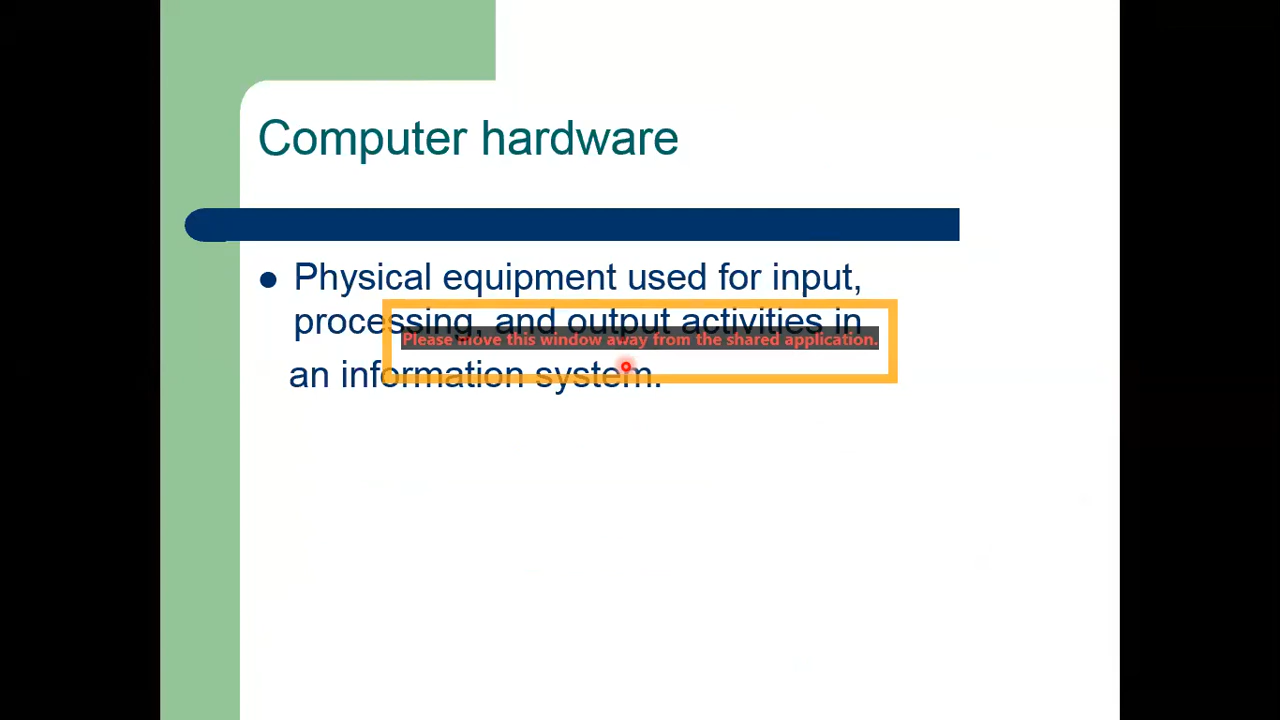 Computer hardware
Physical equipment used for input,
processing, and output activities in
Please move this window away from the shared application.
an information system.